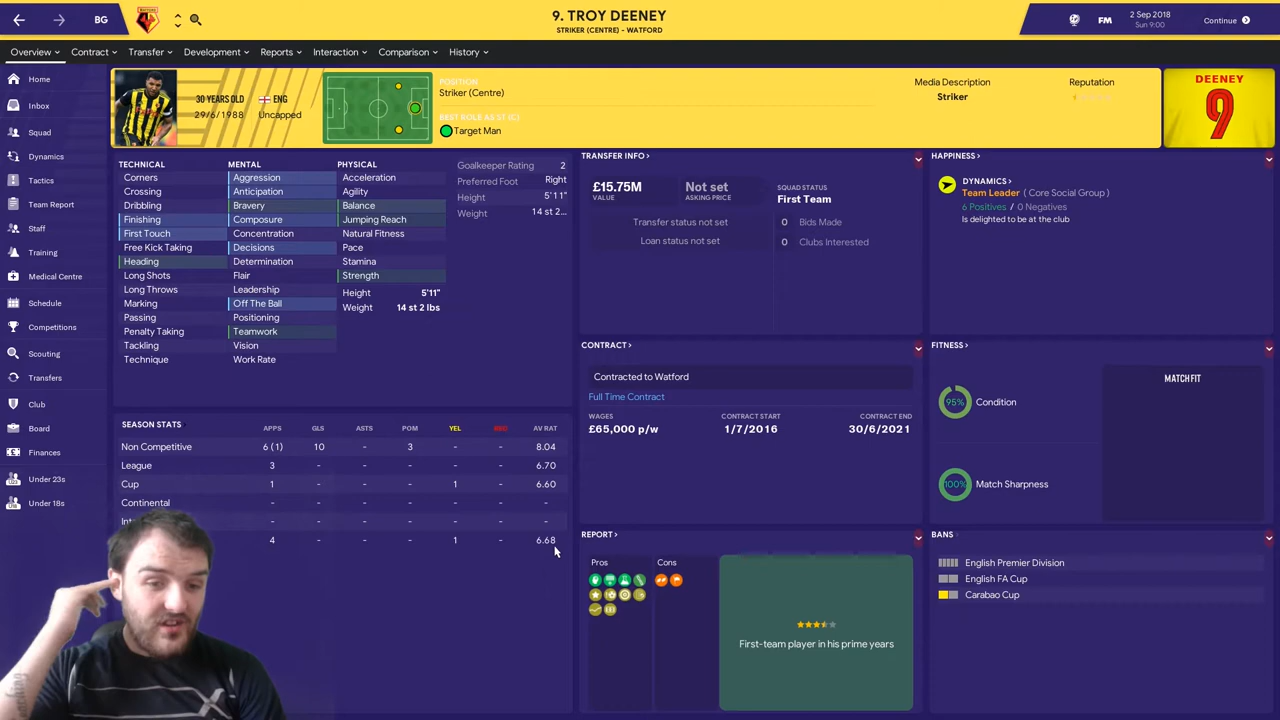 BG
9. TROY DEENEY
STRIKER (CENTRE) - WATFORD
FM
2 Sep 2018
Sun 9:00
Continue
Overview
Contract
Transfer
Development
Reports
Interaction
Comparison
History
Home
Inbox
Squad
Dynamics
Tactics
Team Report
Staff
Training
Medical Centre
Schedule
Competitions
Scouting
Transfers
Club
Board
Finances
Under 23s
Under 18s
30 YEARS OLD
ENG
29/6/1988
Uncapped
POSITION
Striker (Centre)
BEST ROLE AS ST (C)
Target Man
Media Description
Striker
Reputation
DEENEY
9
TECHNICAL
Corners
Crossing
Dribbling
Finishing
First Touch
Free Kick Taking
Heading
Long Shots
Long Throws
Marking
Passing
Penalty Taking
Tackling
Technique
MENTAL
Aggression
Anticipation
Bravery
Composure
Concentration
Decisions
Determination
Flair
Leadership
Off The Ball
Positioning
Teamwork
Vision
Work Rate
PHYSICAL
Acceleration
Agility
Balance
Jumping Reach
Natural Fitness
Pace
Stamina
Strength
Height 5'11"
Weight 14 st 2 lbs
Goalkeeper Rating 2
Preferred Foot Right
Height 5' 11"
Weight 14 st 2...
SEASON STATS
APPS GLS ASTS POM YEL RED AV RAT
Non Competitive 6 (1) 10 - 3 - - 8.04
League 3 - - - - - 6.70
Cup 1 - - - 1 - 6.60
Continental - - - - - - -
Int - - - - - - -
4 - - - 1 - 6.68
TRANSFER INFO >
£15.75M
VALUE
Not set
ASKING PRICE
Transfer status not set
Loan status not set
SQUAD STATUS
First Team
0 Bids Made
0 Clubs Interested
HAPPINESS >
DYNAMICS >
Team Leader ( Core Social Group )
6 Positives / 0 Negatives
Is delighted to be at the club
CONTRACT >
Contracted to Watford
Full Time Contract
WAGES
£65,000 p/w
CONTRACT START
1/7/2016
CONTRACT END
30/6/2021
FITNESS >
95% Condition
100% Match Sharpness
MATCH FIT
REPORT >
Pros
Cons
First-team player in his prime years
BANS >
English Premier Division
English FA Cup
Carabao Cup